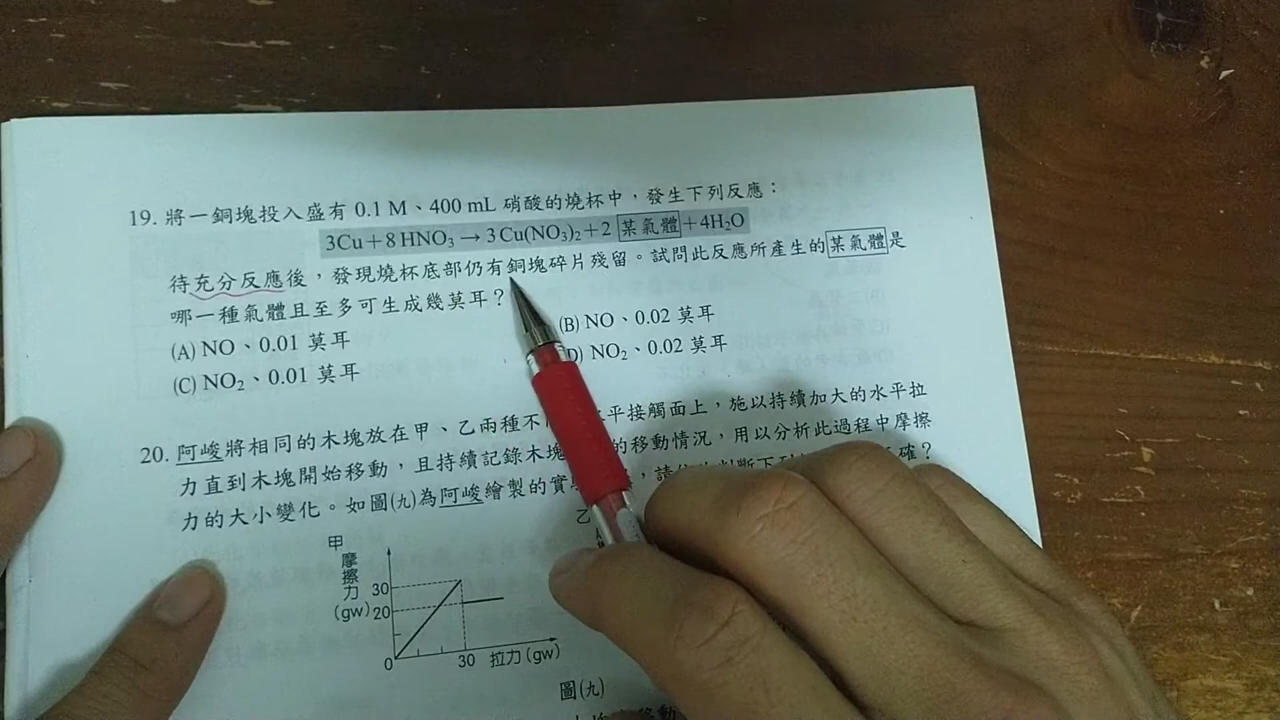 19. 將一銅塊投入盛有 0.1 M、400 mL 硝酸的燒杯中，發生下列反應：
3Cu＋8 HNO₃ → 3 Cu(NO₃)₂＋2 某氣體＋4H₂O
待充分反應後，發現燒杯底部仍有銅塊碎片殘留。試問此反應所產生的某氣體是
哪一種氣體且至多可生成幾莫耳？
(A) NO、0.01 莫耳
(B) NO、0.02 莫耳
(C) NO₂、0.01 莫耳
D) NO₂、0.02 莫耳
20. 阿峻將相同的木塊放在甲、乙兩種不 平接觸面上，施以持續加大的水平拉
力直到木塊開始移動，且持續記錄木塊 的移動情況，用以分析此過程中摩擦
力的大小變化。如圖(九)為阿峻繪製的實 ，請 判斷下列 確？
甲
乙
摩擦力
(gw)
30
20
0
30
拉力(gw)
圖(九)